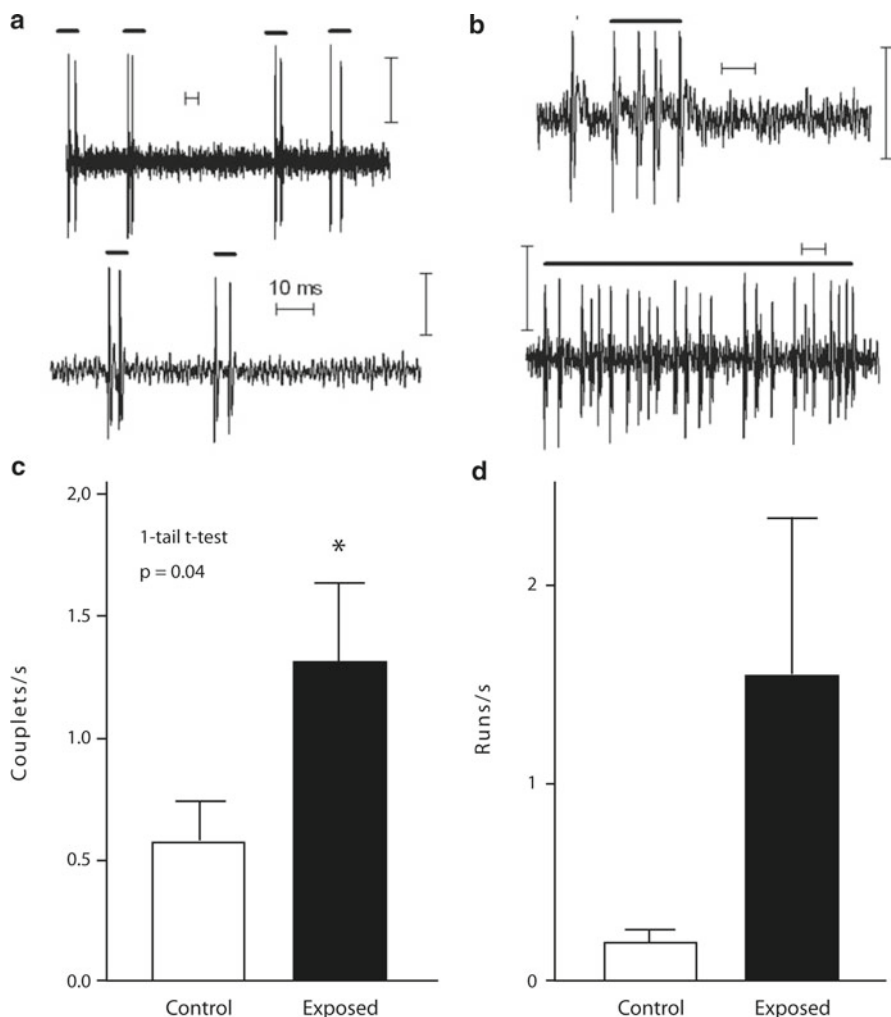 a
b
10 ms
c
d
2,0
1-tail t-test
*
p = 0.04
1.5
2
Couplets/s
1.0
Runs/s
1
0.5
0.0
0
Control Exposed
Control Exposed